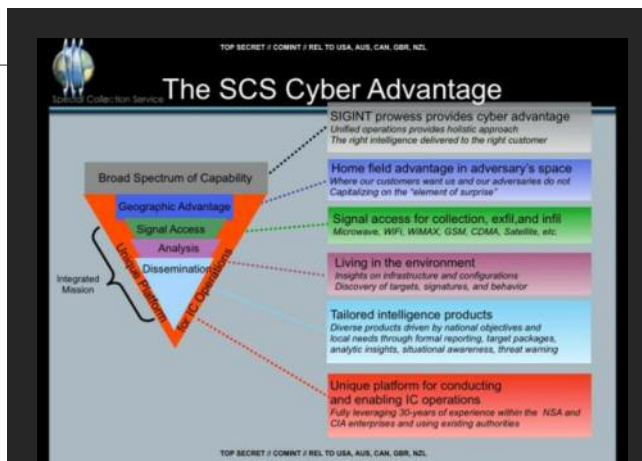 TOP SECRET // COMINT // REL TO USA, AUS, CAN, GBR, NZL
Special Collection Service
The SCS Cyber Advantage
Broad Spectrum of Capability
Geographic Advantage
Signal Access
Analysis
Dissemination
Integrated
Mission
Unique Platform
for IC Operations
SIGINT prowess provides cyber advantage
Unified operations provides holistic approach
The right intelligence delivered to the right customer
Home field advantage in adversary's space
Where our customers want us and our adversaries do not
Capitalizing on the "element of surprise"
Signal access for collection, exfil,and infil
Microwave, WiFi, WiMAX, GSM, CDMA, Satellite, etc.
Living in the environment
Insights on infrastructure and configurations
Discovery of targets, signatures, and behavior
Tailored intelligence products
Diverse products driven by national objectives and
local needs through formal reporting, target packages,
analytic insights, situational awareness, threat warning
Unique platform for conducting
and enabling IC operations
Fully leveraging 30-years of experience within the NSA and
CIA enterprises and using existing authorities
TOP SECRET // COMINT // REL TO USA, AUS, CAN, GBR, NZL